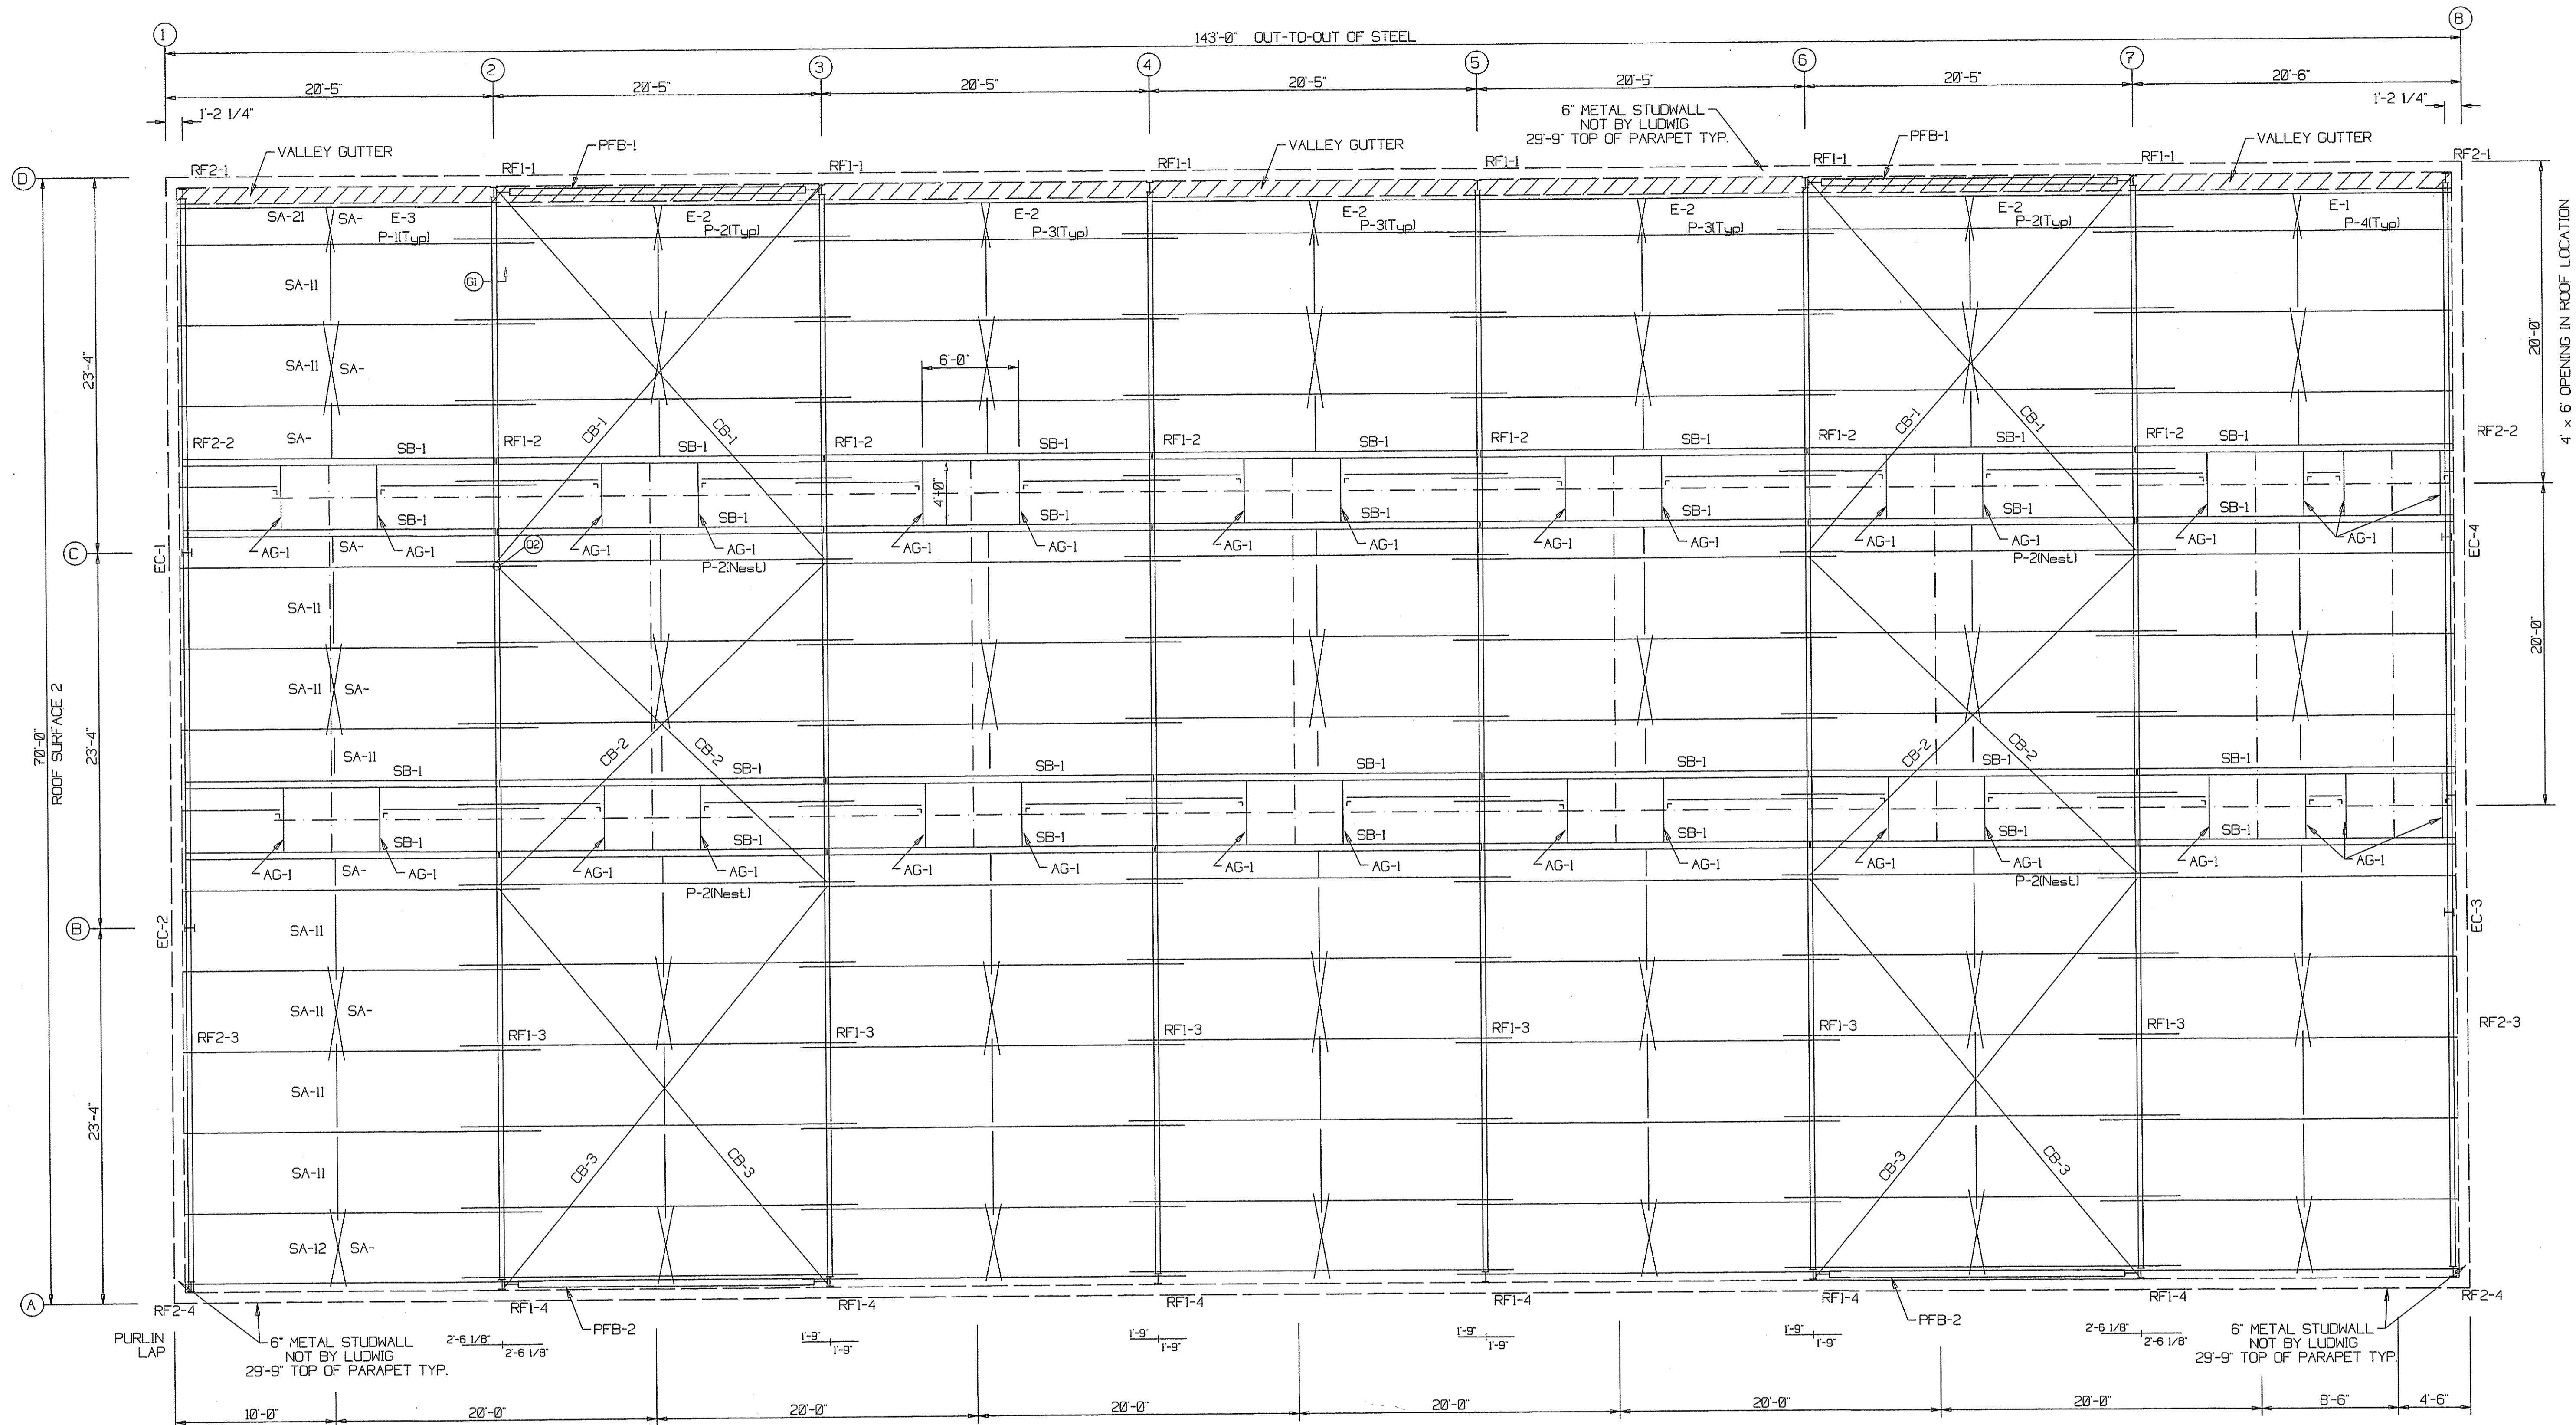 1
8
143'-0" OUT-TO-OUT OF STEEL
2
3
4
5
6
7
20'-5"
20'-5"
20'-5"
20'-5"
20'-5"
20'-5"
20'-6"
1'-2 1/4"
1'-2 1/4"
6" METAL STUDWALL
NOT BY LUDWIG
29'-9" TOP OF PARAPET TYP.
VALLEY GUTTER
PFB-1
VALLEY GUTTER
PFB-1
VALLEY GUTTER
D
RF2-1
RF1-1
RF1-1
RF1-1
RF1-1
RF1-1
RF1-1
RF2-1
SA-21
SA-
E-3
E-2
E-2
E-2
E-2
E-2
E-1
P-1(Typ)
P-2(Typ)
P-3(Typ)
P-3(Typ)
P-3(Typ)
P-2(Typ)
P-4(Typ)
G1
SA-11
SA-11
SA-
6'-0"
23'-4"
20'-0"
4' x 6' OPENING IN ROOF LOCATION
CB-1
CB-1
CB-1
CB-1
RF2-2
SA-
SB-1
RF1-2
SB-1
RF1-2
SB-1
RF1-2
SB-1
RF1-2
SB-1
RF1-2
SB-1
RF1-2
SB-1
RF2-2
4'-0"
SB-1
SB-1
SB-1
SB-1
SB-1
SB-1
SB-1
C
EC-1
AG-1
SA-
AG-1
02
AG-1
AG-1
AG-1
AG-1
AG-1
AG-1
AG-1
AG-1
AG-1
AG-1
AG-1
AG-1
EC-4
P-2(Nest)
P-2(Nest)
SA-11
SA-11
SA-
20'-0"
70'-0"
ROOF SURFACE 2
23'-4"
CB-2
CB-2
CB-2
CB-2
SA-11
SB-1
SB-1
SB-1
SB-1
SB-1
SB-1
SB-1
SB-1
SB-1
SB-1
SB-1
SB-1
SB-1
SB-1
AG-1
SA-
AG-1
AG-1
AG-1
AG-1
AG-1
AG-1
AG-1
AG-1
AG-1
AG-1
AG-1
AG-1
AG-1
P-2(Nest)
P-2(Nest)
B
EC-2
SA-11
EC-3
SA-11
SA-
RF2-3
RF1-3
RF1-3
RF1-3
RF1-3
RF1-3
RF1-3
RF2-3
23'-4"
SA-11
SA-11
CB-3
CB-3
CB-3
CB-3
SA-12
SA-
A
RF2-4
RF1-4
RF1-4
RF1-4
RF1-4
RF1-4
RF1-4
RF2-4
PFB-2
PFB-2
PURLIN
LAP
6" METAL STUDWALL
NOT BY LUDWIG
29'-9" TOP OF PARAPET TYP.
2'-6 1/8"
2'-6 1/8"
1'-9"
1'-9"
1'-9"
1'-9"
1'-9"
1'-9"
1'-9"
1'-9"
2'-6 1/8"
2'-6 1/8"
6" METAL STUDWALL
NOT BY LUDWIG
29'-9" TOP OF PARAPET TYP.
10'-0"
20'-0"
20'-0"
20'-0"
20'-0"
20'-0"
20'-0"
8'-6"
4'-6"